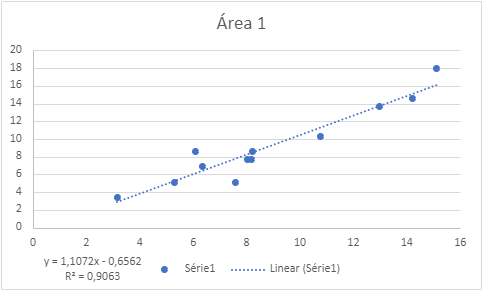 Área 1
20
18
16
14
12
10
8
6
4
2
0
0 2 4 6 8 10 12 14 16
y = 1,1072x - 0,6562
R² = 0,9063
Série1 Linear (Série1)